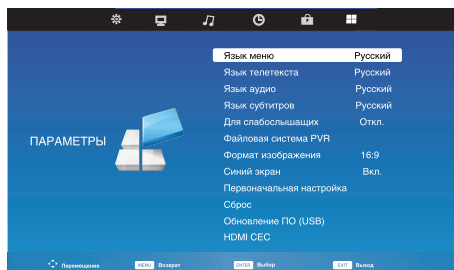 Язык меню Русский
Язык телетекста Русский
Язык аудио Русский
Язык субтитров Русский
Для слабослышащих Откл.
ПАРАМЕТРЫ
Файловая система PVR
Формат изображения 16:9
Синий экран Вкл.
Первоначальная настройка
Сброс
Обновление ПО (USB)
HDMI CEC
Перемещение MENU Возврат ENTER Выбор EXIT Выход